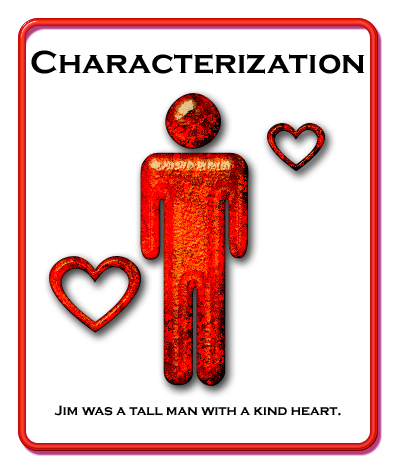 Characterization
Jim was a tall man with a kind heart.